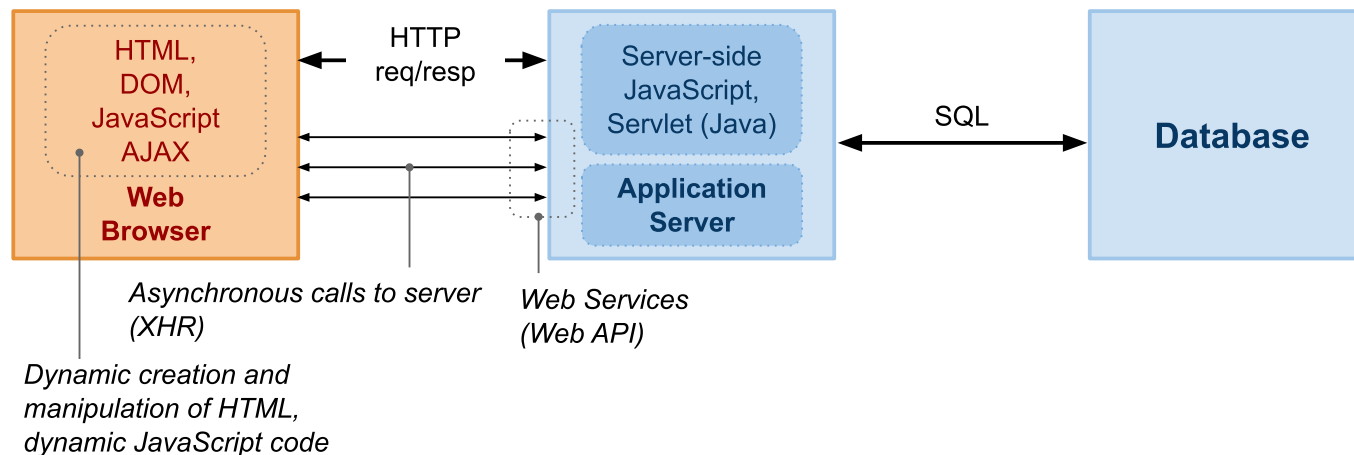 HTML,
DOM,
JavaScript
AJAX
Web
Browser
HTTP
req/resp
Server-side
JavaScript,
Servlet (Java)
Application
Server
SQL
Database
Asynchronous calls to server
(XHR)
Web Services
(Web API)
Dynamic creation and
manipulation of HTML,
dynamic JavaScript code